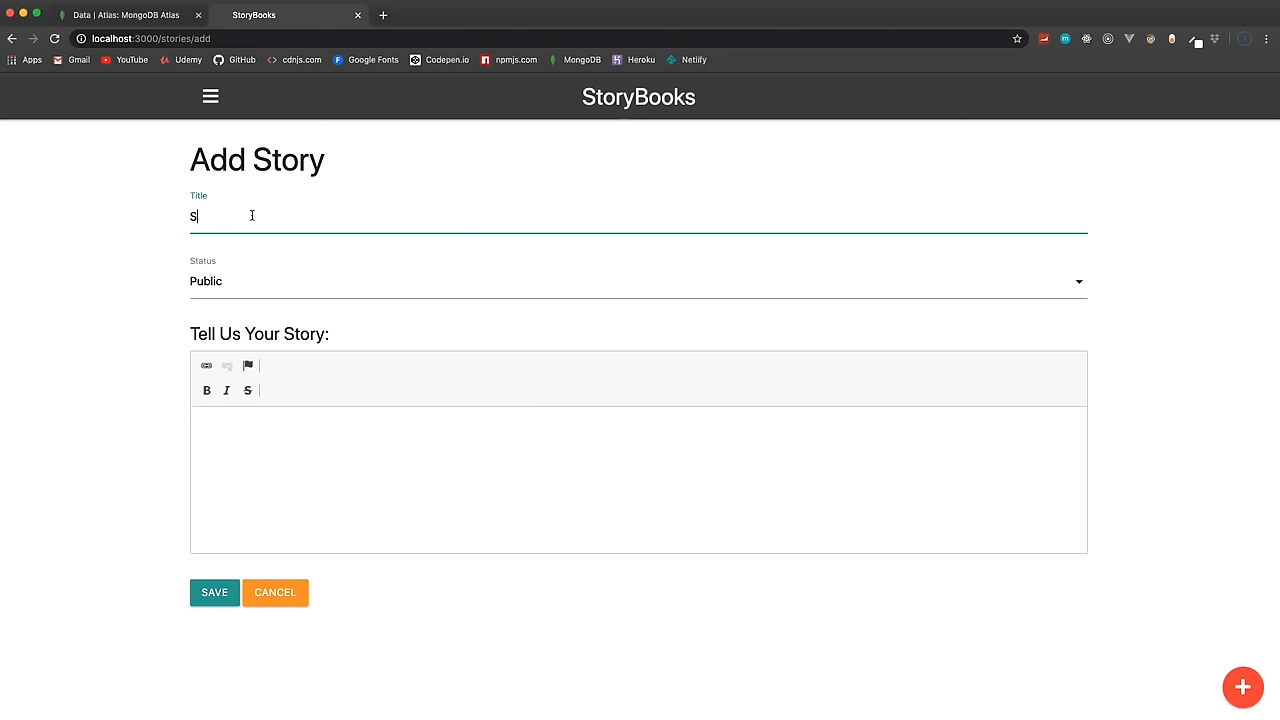 Data | Atlas: MongoDB Atlas
StoryBooks
localhost:3000/stories/add
Apps Gmail YouTube Udemy GitHub cdnjs.com Google Fonts Codepen.io npmjs.com MongoDB Heroku Netlify
StoryBooks
Add Story
Title
S
Status
Public
Tell Us Your Story:
B I S
SAVE CANCEL